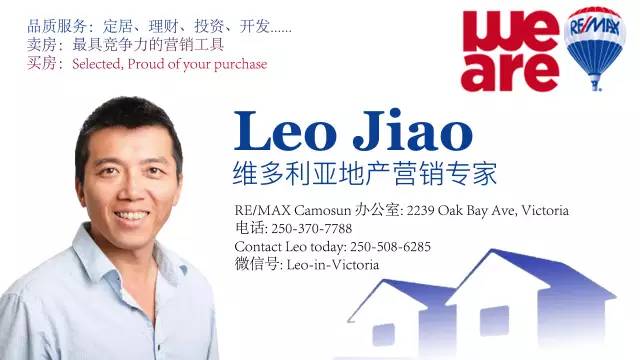 品质服务：定居、理财、投资、开发......
卖房：最具竞争力的营销工具
买房：Selected, Proud of your purchase
we are
RE/MAX
Leo Jiao
维多利亚地产营销专家
RE/MAX Camosun 办公室: 2239 Oak Bay Ave, Victoria
电话: 250-370-7788
Contact Leo today: 250-508-6285
微信号: Leo-in-Victoria